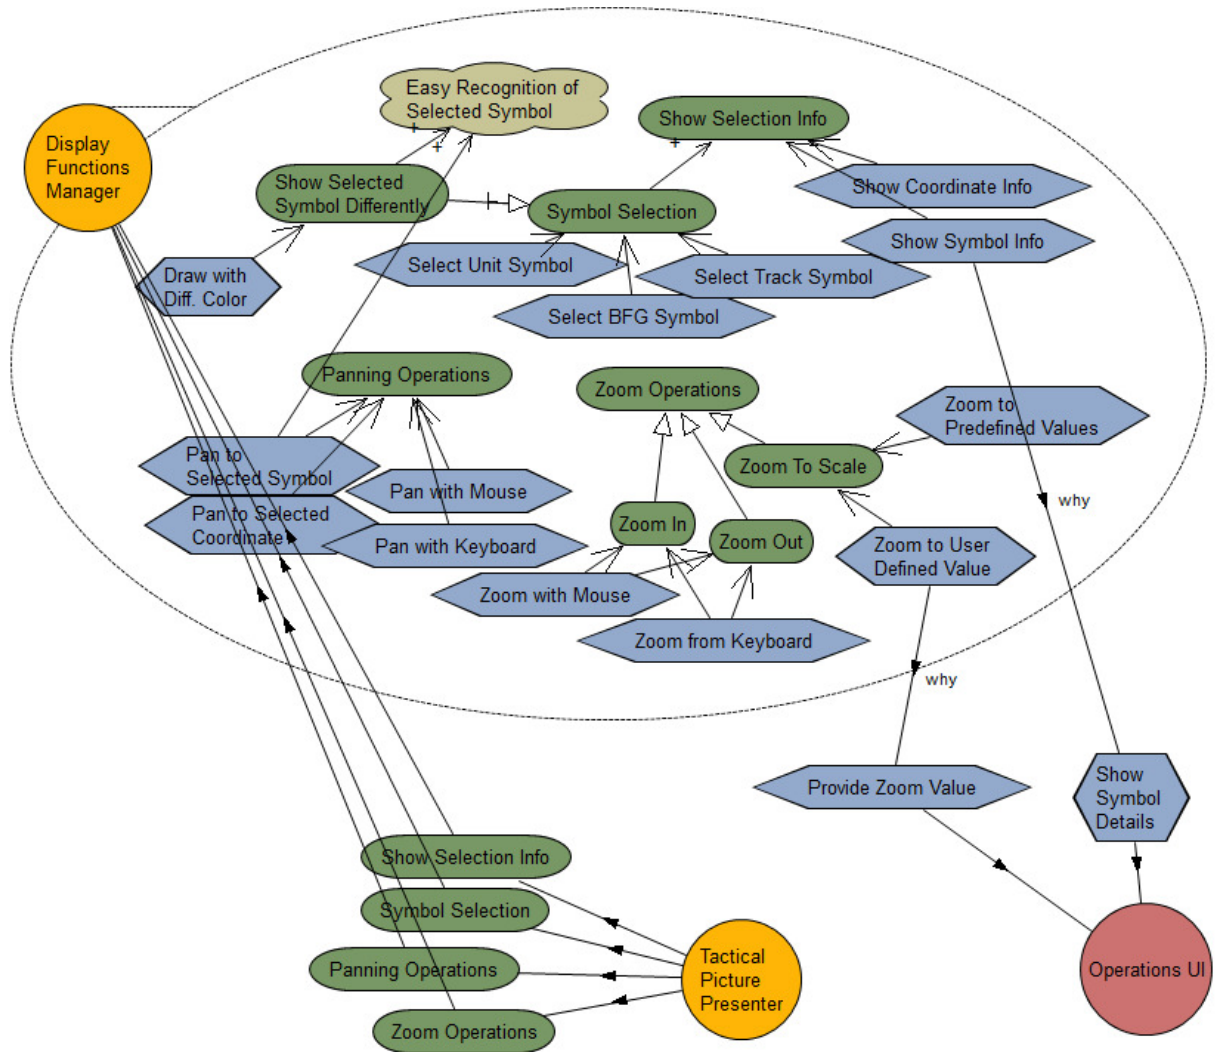 Easy Recognition of
Selected Symbol
+
+
Show Selection Info
+
Display
Functions
Manager
Show Selected
Symbol Differently
Show Coordinate Info
Symbol Selection
Show Symbol Info
Draw with
Diff. Color
Select Unit Symbol
Select Track Symbol
Select BFG Symbol
Panning Operations
Zoom Operations
Zoom to
Predefined Values
Pan to
Selected Symbol
Zoom To Scale
Pan with Mouse
why
Pan to Selected
Coordinate
Zoom In
Pan with Keyboard
Zoom Out
Zoom to User
Defined Value
Zoom with Mouse
Zoom from Keyboard
why
Provide Zoom Value
Show
Symbol
Details
Show Selection Info
Symbol Selection
Panning Operations
Tactical
Picture
Presenter
Operations UI
Zoom Operations